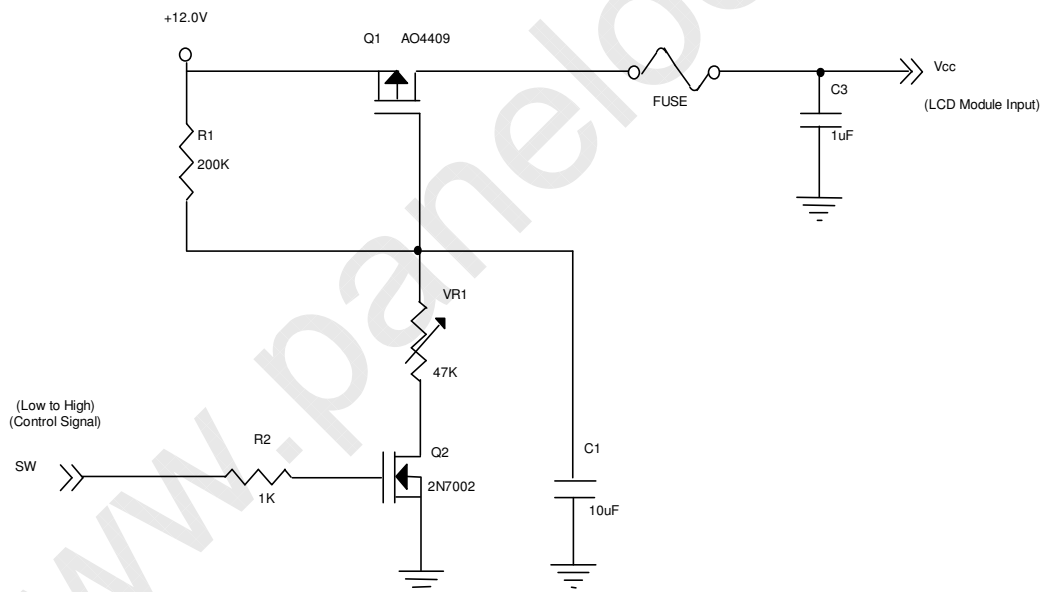 +12.0V
Q1 AO4409
Vcc
FUSE
C3
(LCD Module Input)
R1
1uF
200K
VR1
47K
(Low to High)
(Control Signal)
R2
Q2
C1
SW
2N7002
1K
10uF
www.panelo